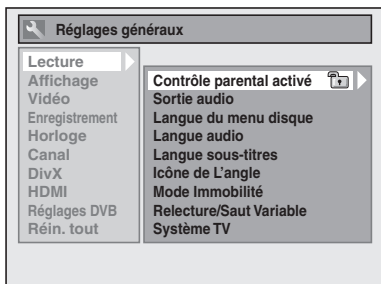 Réglages généraux
Lecture
Affichage
Vidéo
Enregistrement
Horloge
Canal
DivX
HDMI
Réglages DVB
Réin. tout
Contrôle parental activé
Sortie audio
Langue du menu disque
Langue audio
Langue sous-titres
Icône de L'angle
Mode Immobilité
Relecture/Saut Variable
Système TV